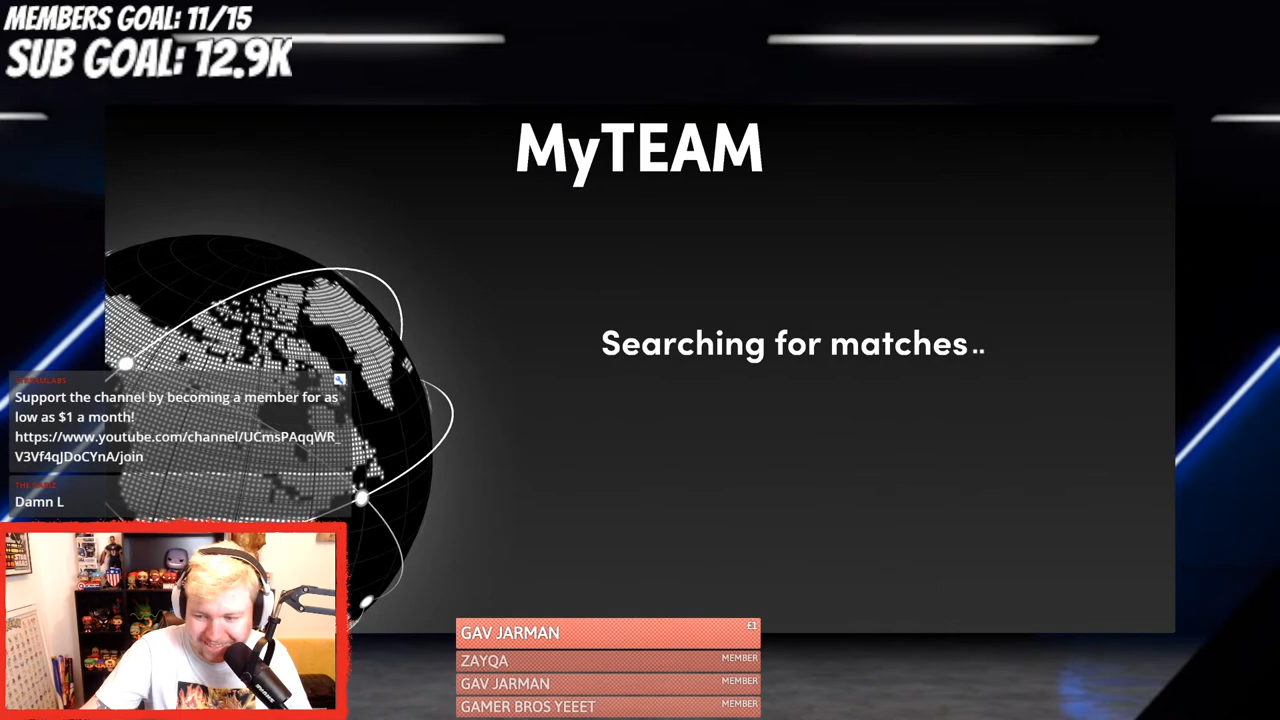 MEMBERS GOAL: 11/15
SUB GOAL: 12.9K
MyTEAM
Searching for matches..
STREAMLABS
Support the channel by becoming a member for as
low as $1 a month!
https://www.youtube.com/channel/UCmsPAqqWR_
V3Vf4qJDoCYnA/join
Damn L
GAV JARMAN £1
ZAYQA MEMBER
GAV JARMAN MEMBER
GAMER BROS YEEET MEMBER